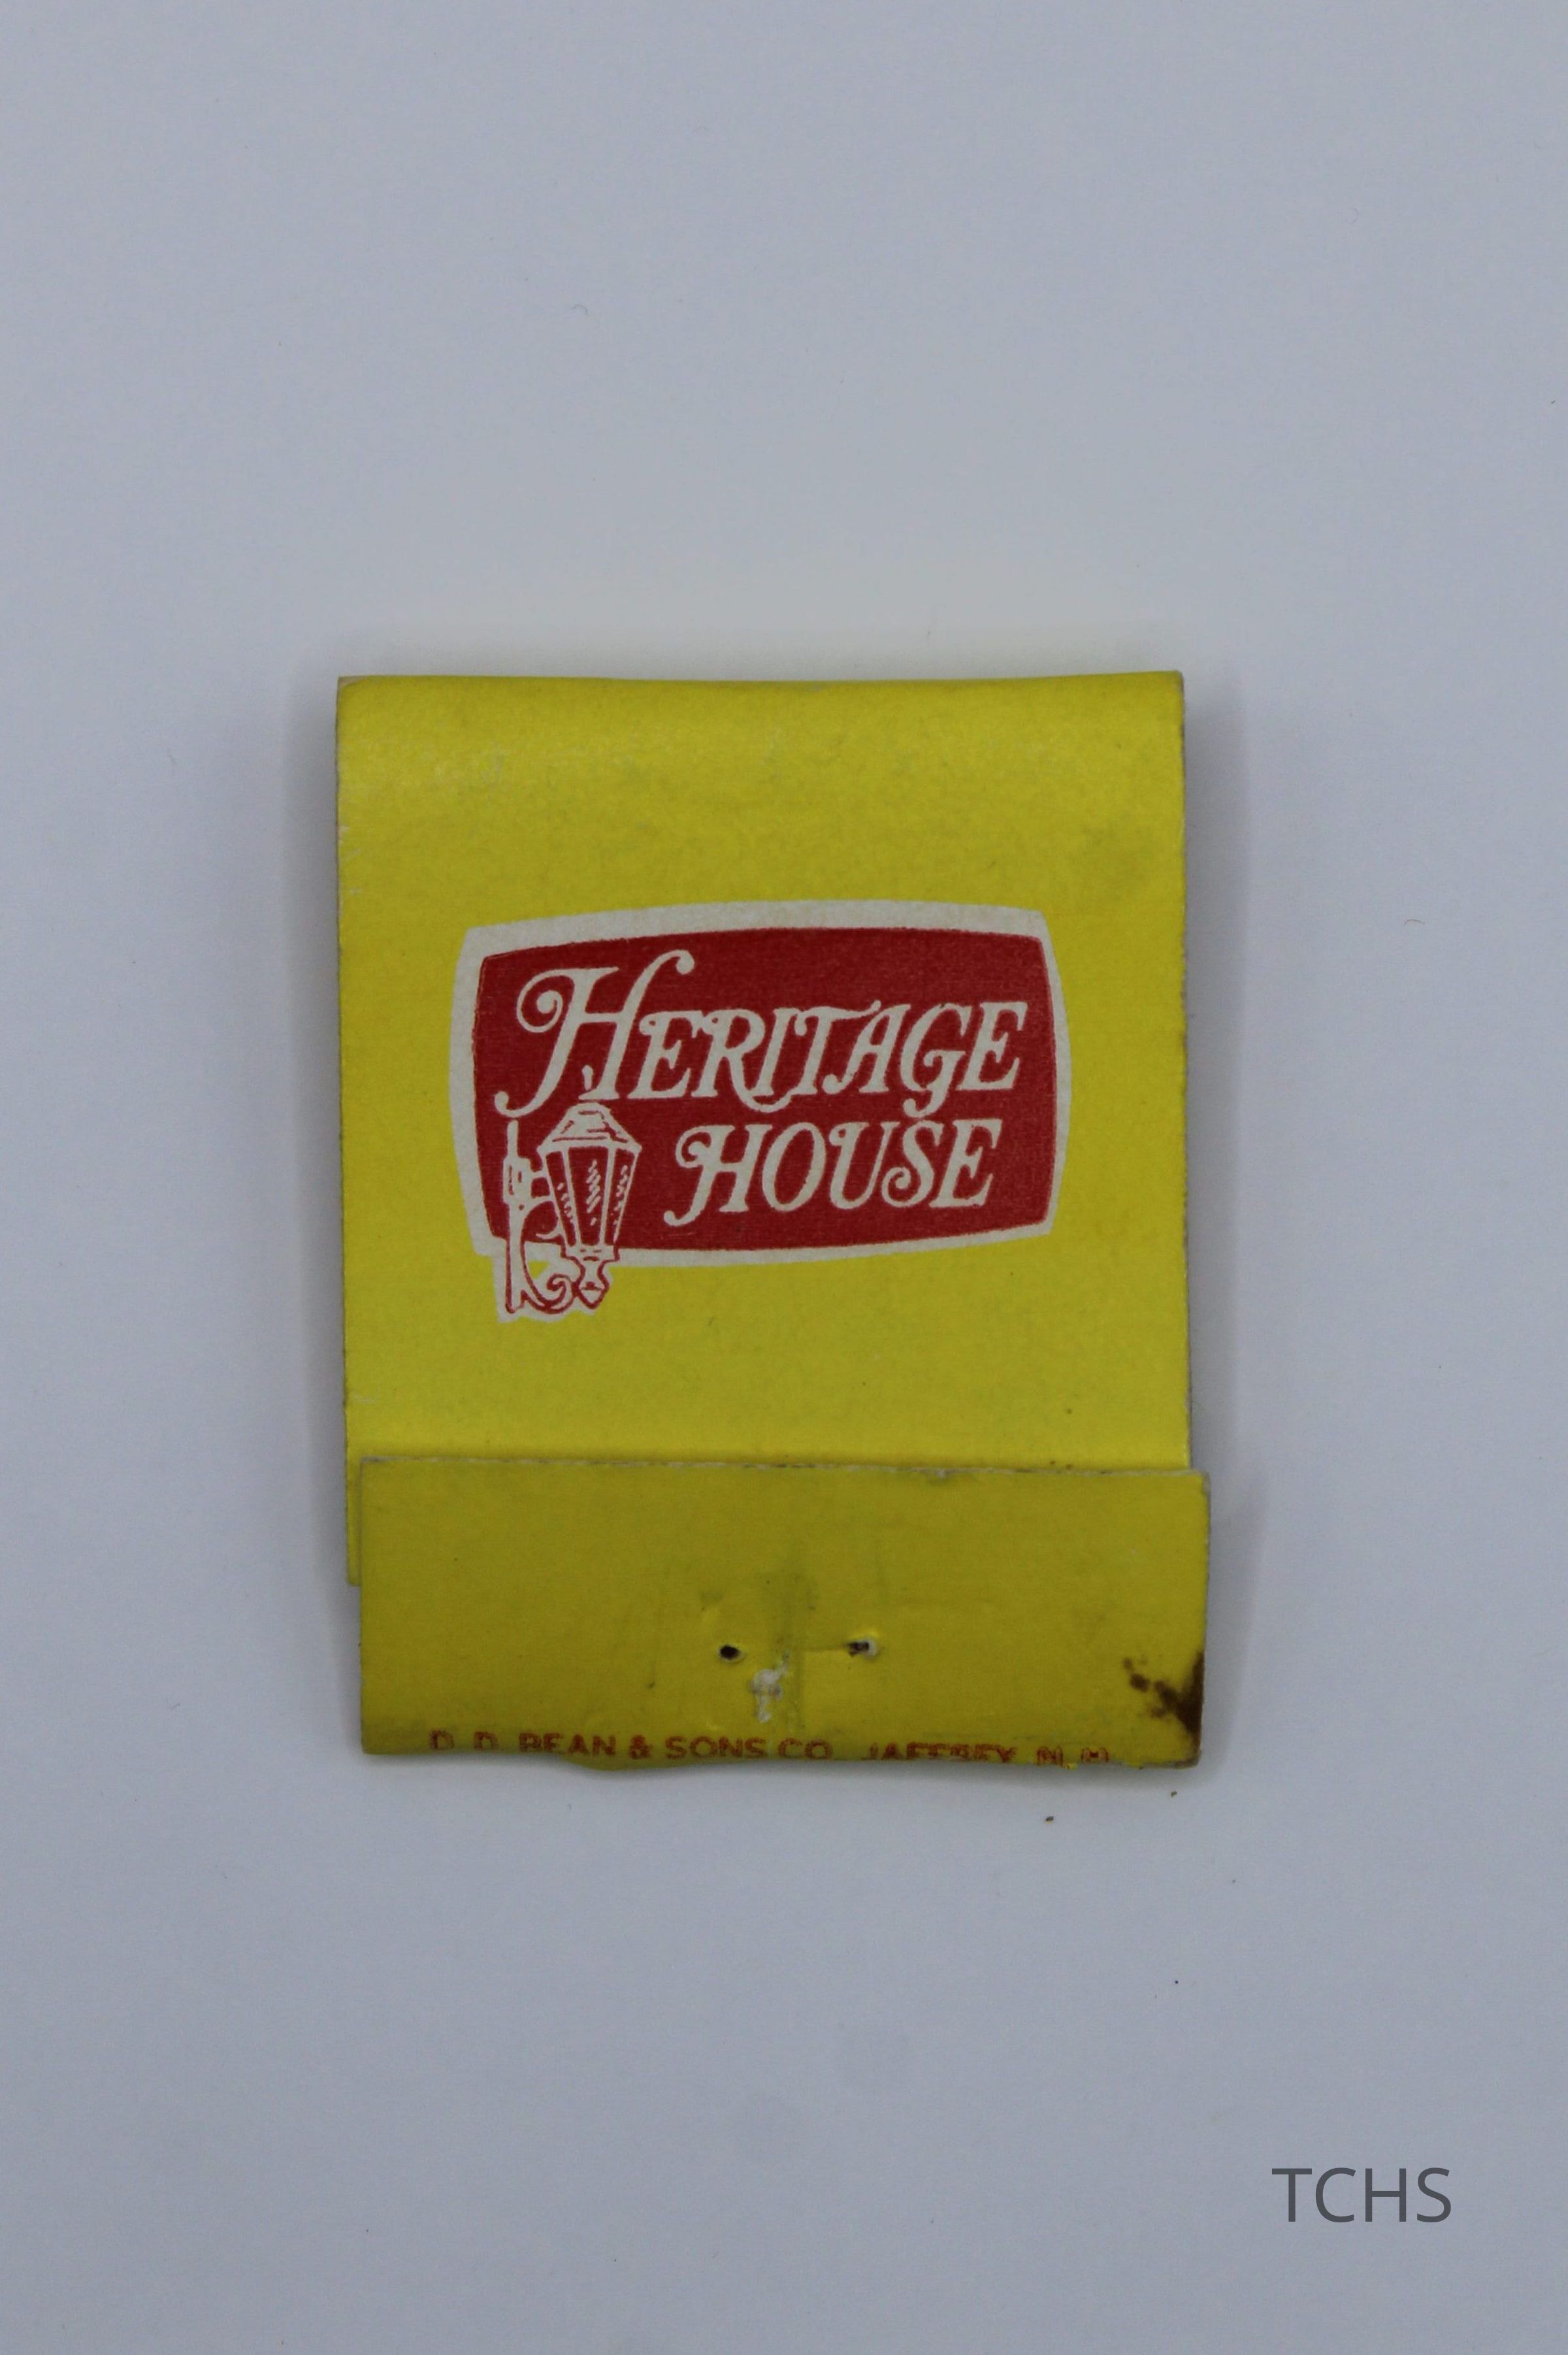 HERITAGE
HOUSE
D. D. BEAN & SONS CO. JAFFREY, N. H.
TCHS